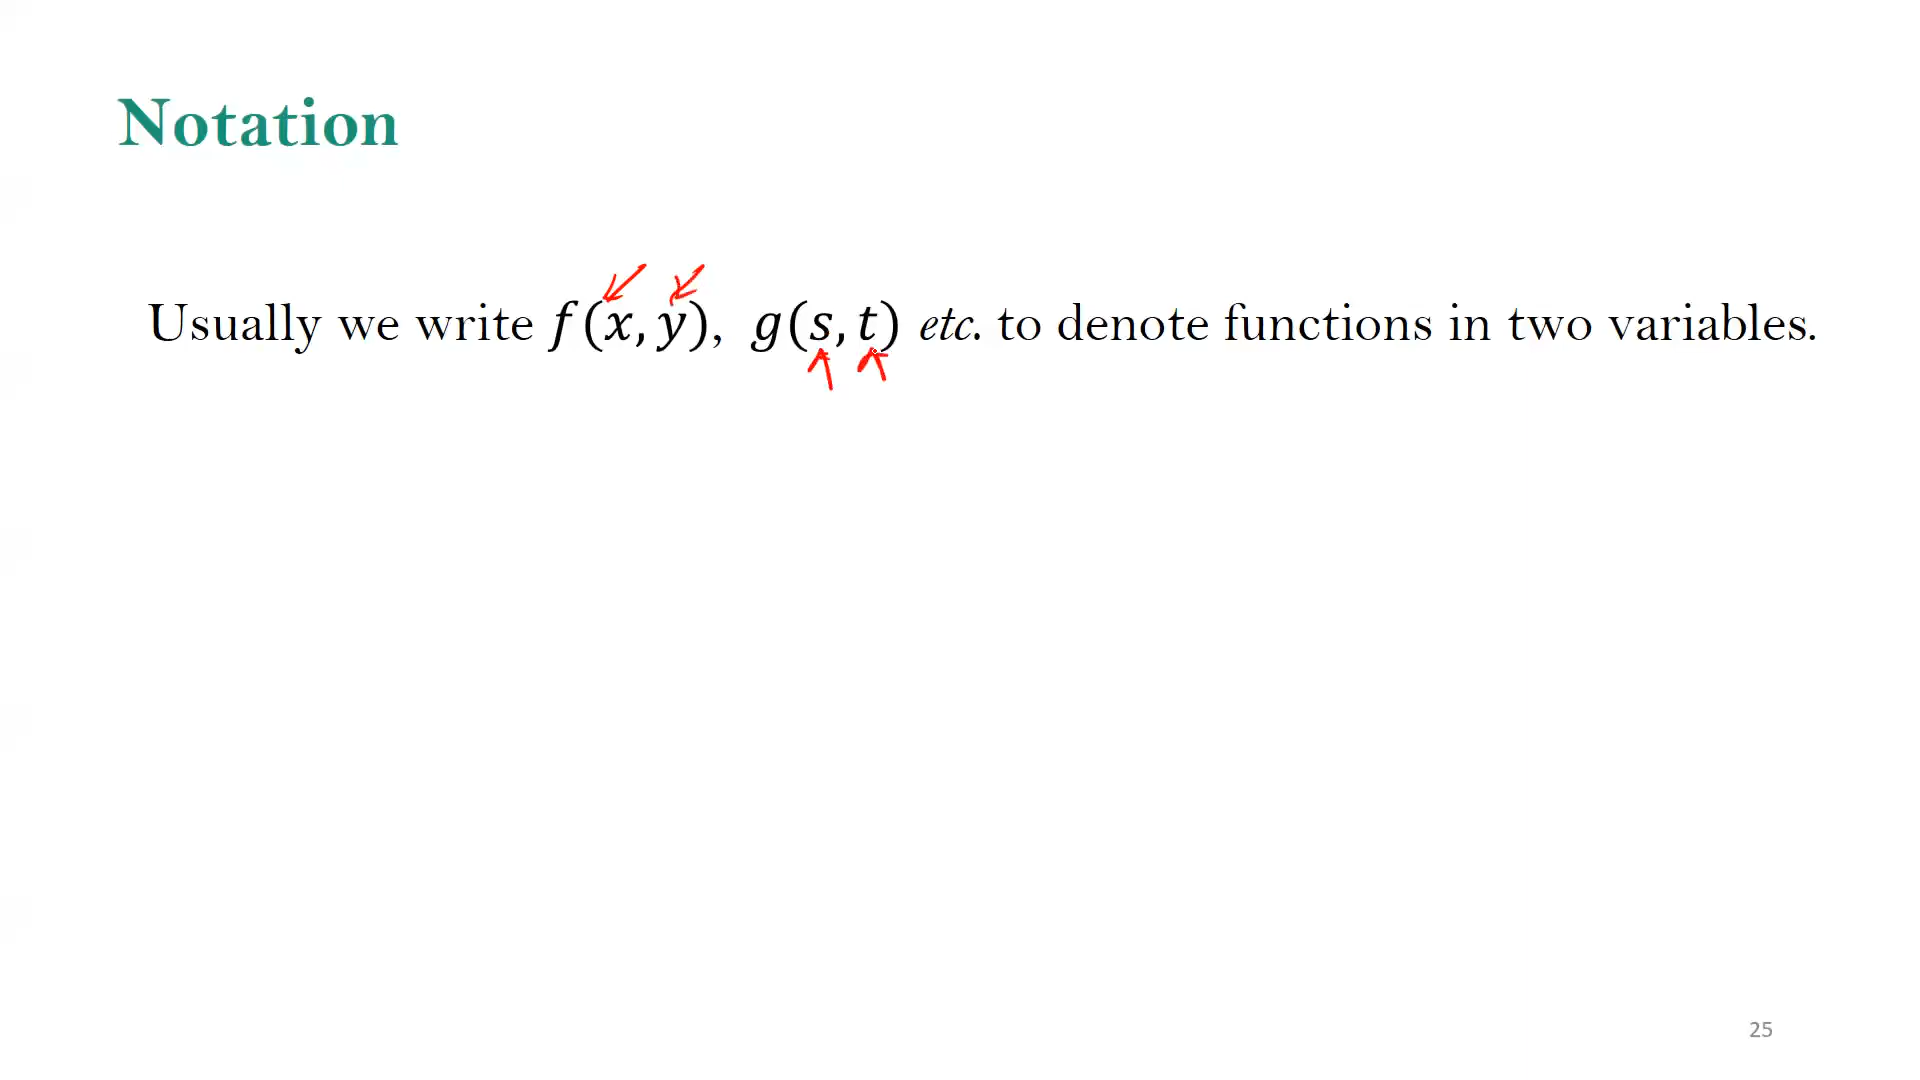 Notation
Usually we write f(x, y), g(s, t) etc. to denote functions in two variables.
25